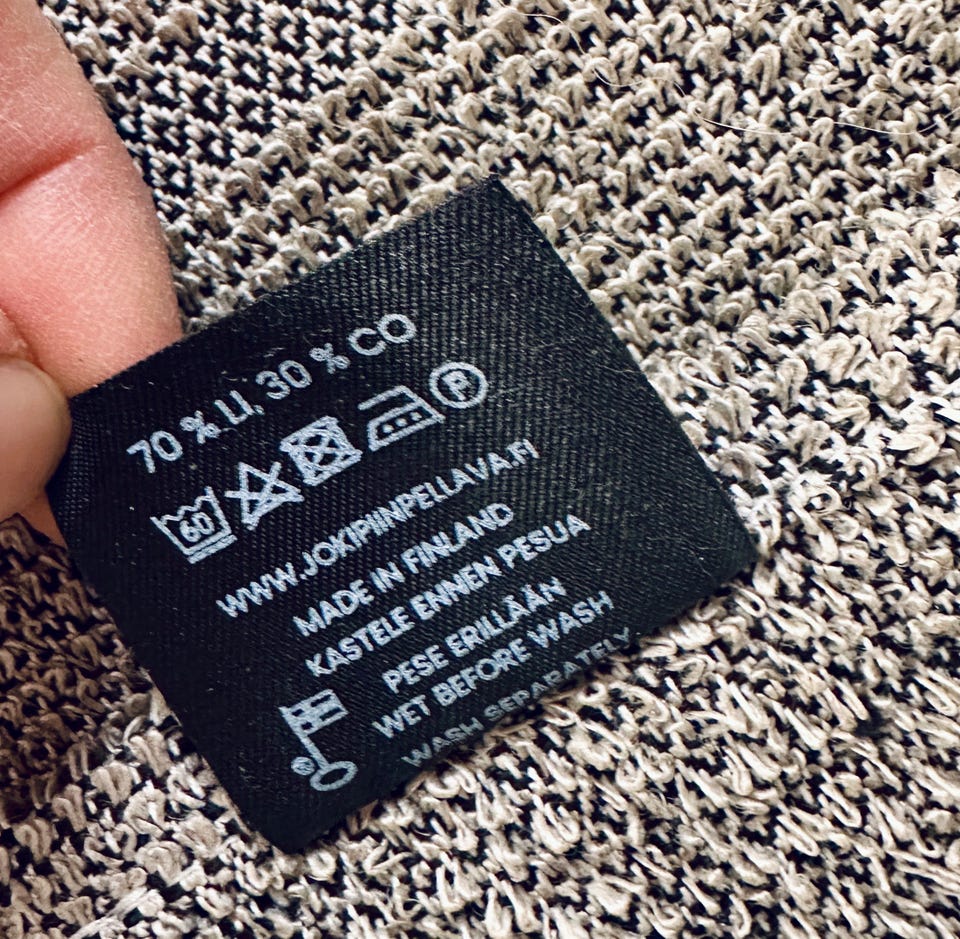 70 % LI, 30 % CO
60 P
WWW.JOKIPIINPELLAVA.FI
MADE IN FINLAND
KASTELE ENNEN PESUA
PESE ERILLÄÄN
WET BEFORE WASH
WASH SEPARATELY